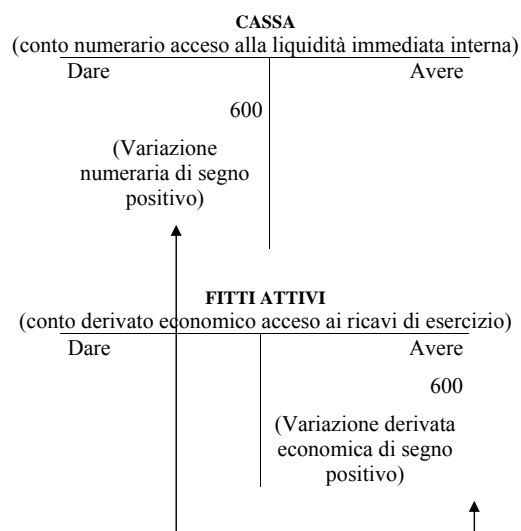 CASSA
(conto numerario acceso alla liquidità immediata interna)
Dare Avere
600
(Variazione
numeraria di segno
positivo)
FITTI ATTIVI
(conto derivato economico acceso ai ricavi di esercizio)
Dare Avere
600
(Variazione derivata
economica di segno
positivo)